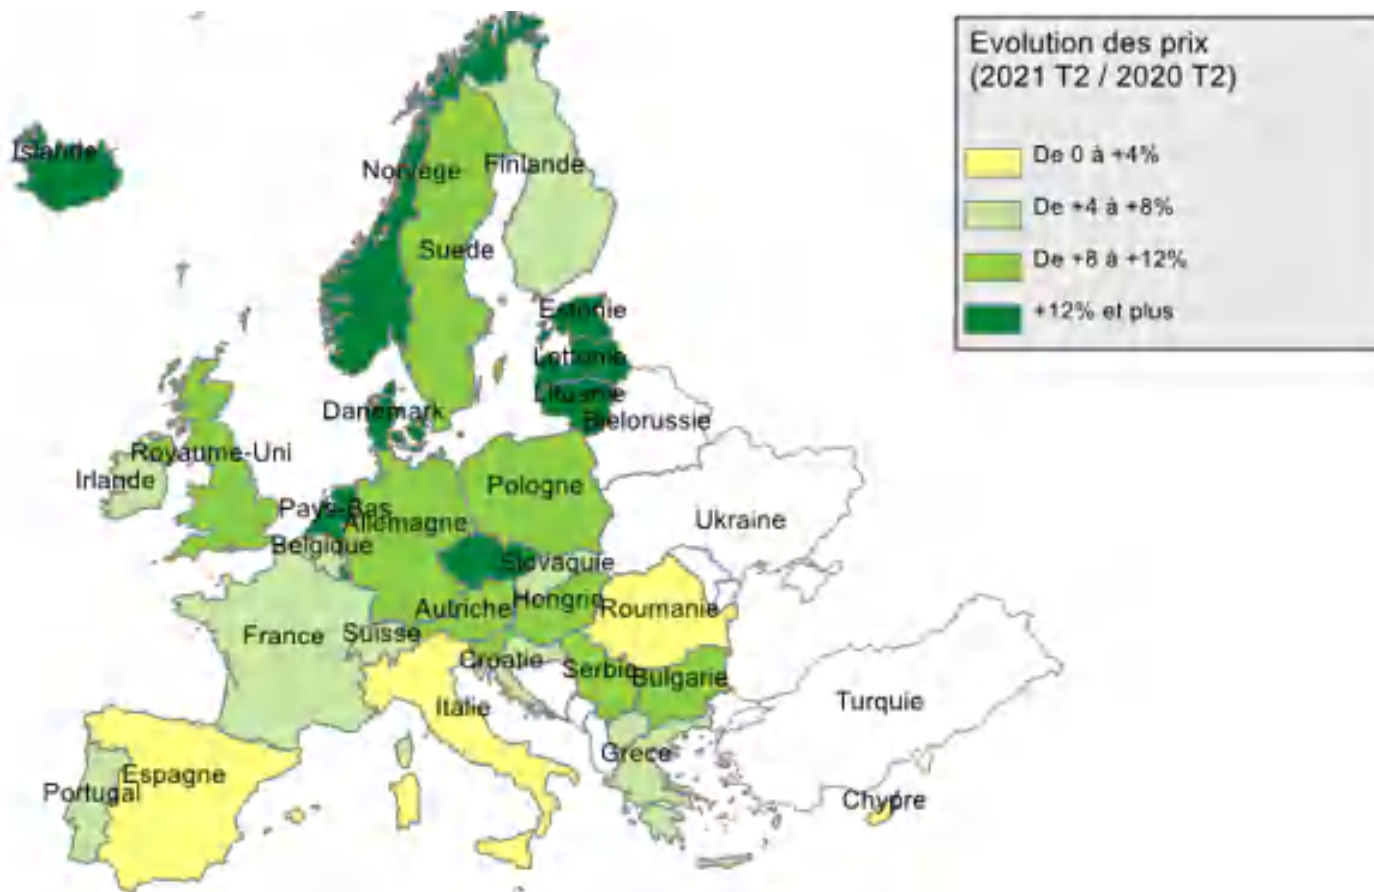 Evolution des prix
(2021 T2 / 2020 T2)
De 0 à +4%
De +4 à +8%
De +8 à +12%
+12% et plus
Islande
Norvege
Finlande
Suede
Estonie
Lettonie
Lituanie
Danemark
Bielorussie
Royaume-Uni
Irlande
Pologne
Pays-Bas
Allemagne
Ukraine
Belgique
Slovaquie
Autriche
Hongrie
Roumanie
France
Suisse
Croatie
Serbie
Bulgarie
Italie
Turquie
Grece
Espagne
Portugal
Chypre